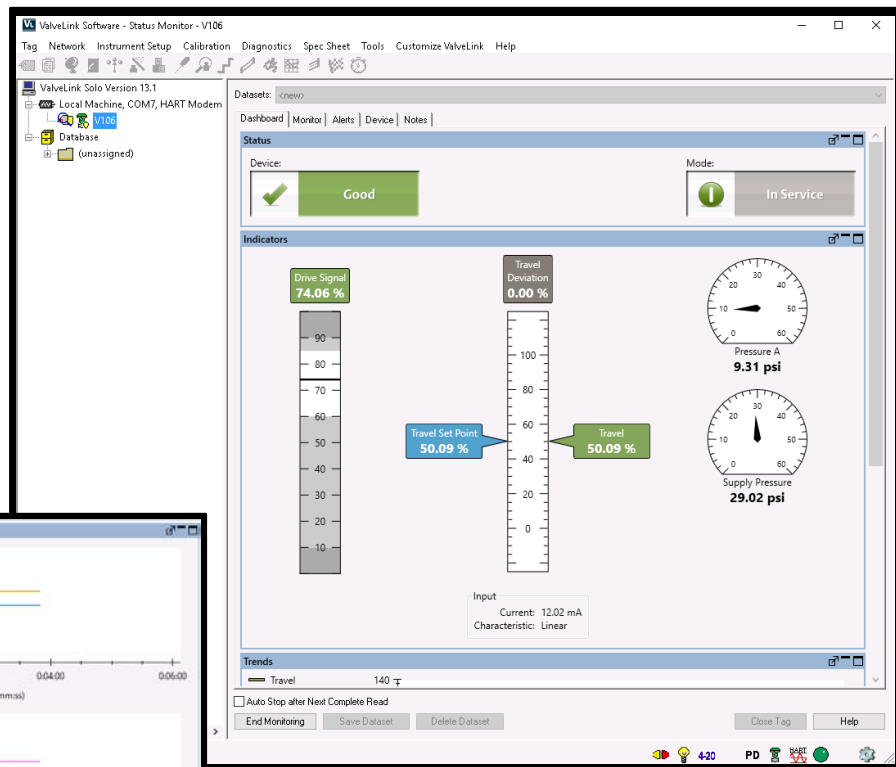 VL ValveLink Software - Status Monitor - V106
Tag Network Instrument Setup Calibration Diagnostics Spec Sheet Tools Customize ValveLink Help
ValveLink Solo Version 13.1
Local Machine, COM7, HART Modem
V106
Database
(unassigned)
Datasets: <new>
Dashboard Monitor Alerts Device Notes
Status
Device: Mode:
Good In Service
Indicators
Drive Signal
74.06 %
90
80
70
60
50
40
30
20
10
Travel
Deviation
0.00 %
100
80
60
40
20
0
Travel Set Point
50.09 %
Travel
50.09 %
0 10 20 30 40 50 60
Pressure A
9.31 psi
0 10 20 30 40 50 60
Supply Pressure
29.02 psi
Input
Current: 12.02 mA
Characteristic: Linear
Trends
Travel 140
Auto Stop after Next Complete Read
End Monitoring Save Dataset Delete Dataset Close Tag Help
4-20 PD HART
0:04:00 0:06:00
mm:ss)